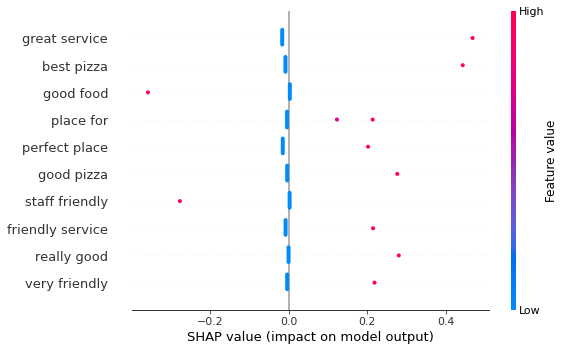 High
great service
best pizza
good food
place for
perfect place
good pizza
staff friendly
friendly service
really good
very friendly
Feature value
Low
−0.2
0.0
0.2
0.4
SHAP value (impact on model output)